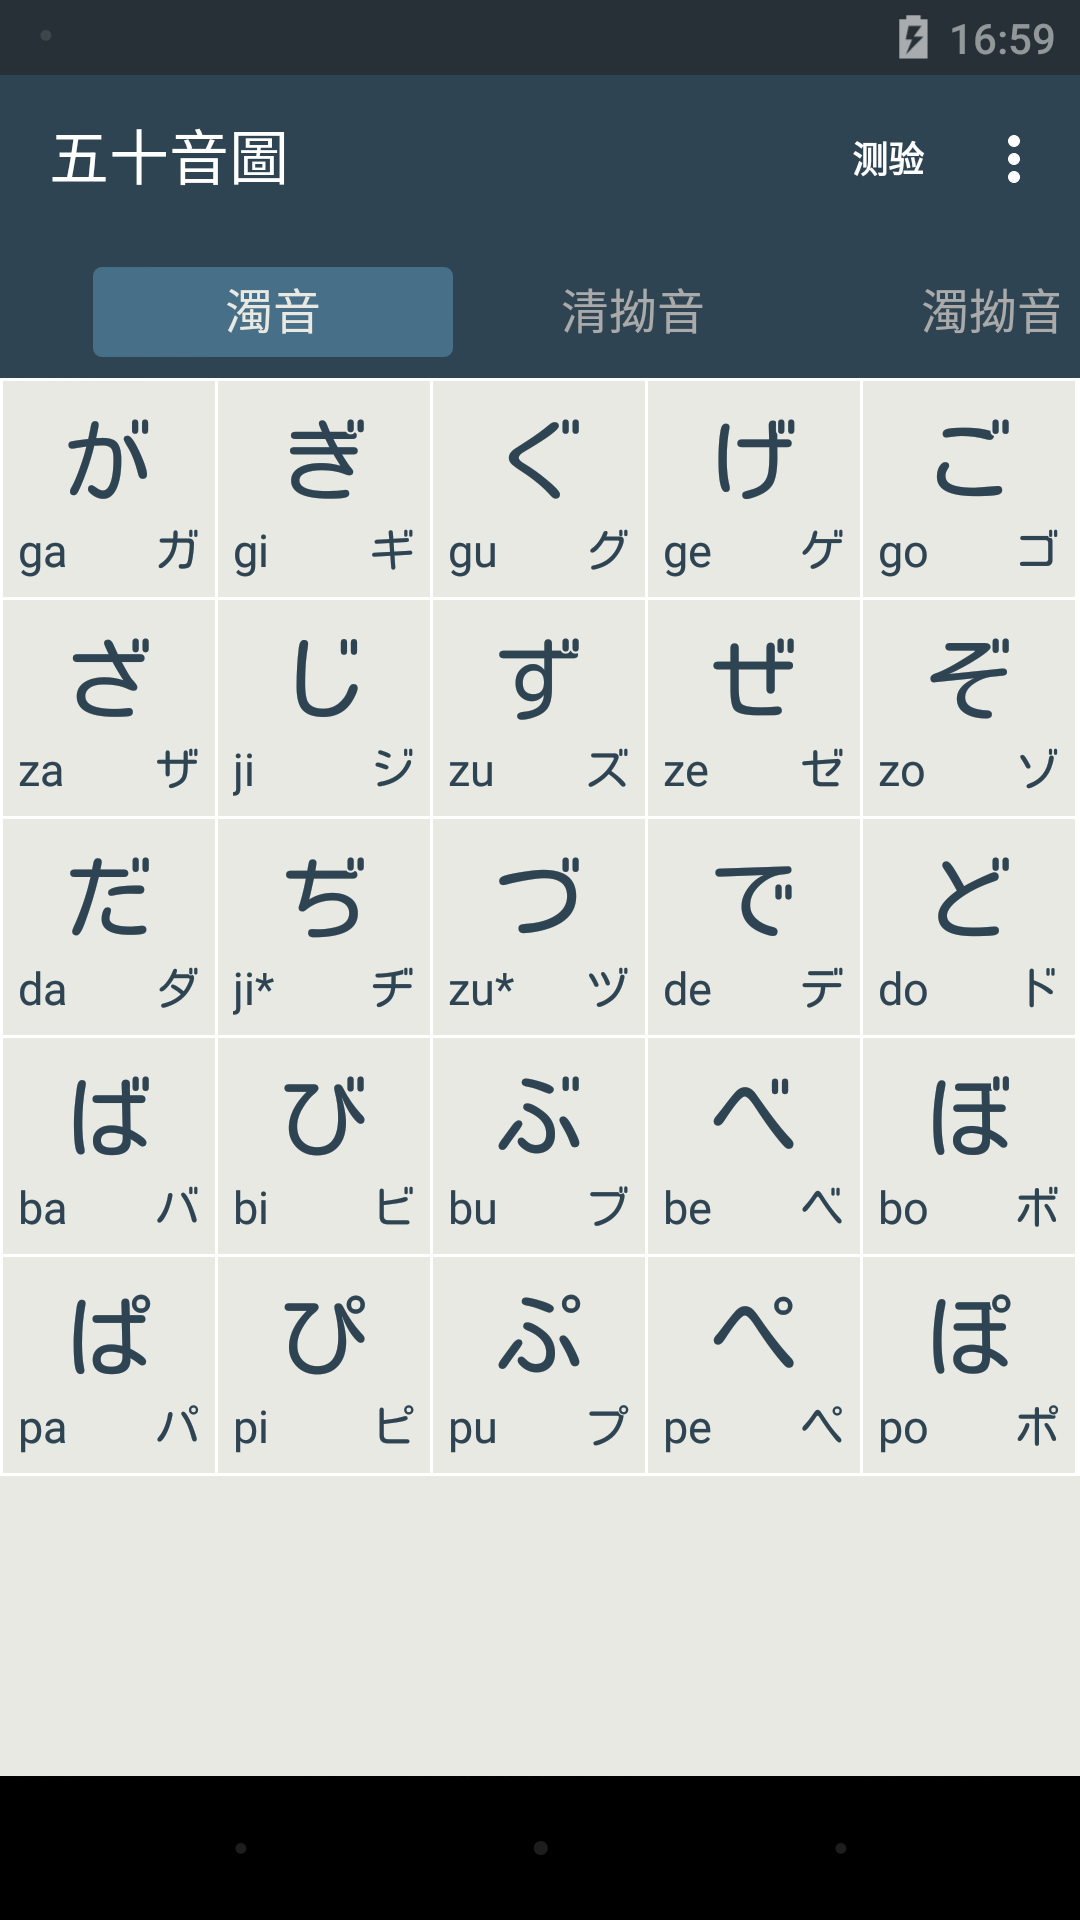 16:59
五十音圖 测验
濁音 清拗音 濁拗音
が ぎ ぐ げ ご
ga ガ gi ギ gu グ ge ゲ go ゴ
ざ じ ず ぜ ぞ
za ザ ji ジ zu ズ ze ゼ zo ゾ
だ ぢ づ で ど
da ダ ji* ヂ zu* ヅ de デ do ド
ば び ぶ べ ぼ
ba バ bi ビ bu ブ be ベ bo ボ
ぱ ぴ ぷ ぺ ぽ
pa パ pi ピ pu プ pe ペ po ポ